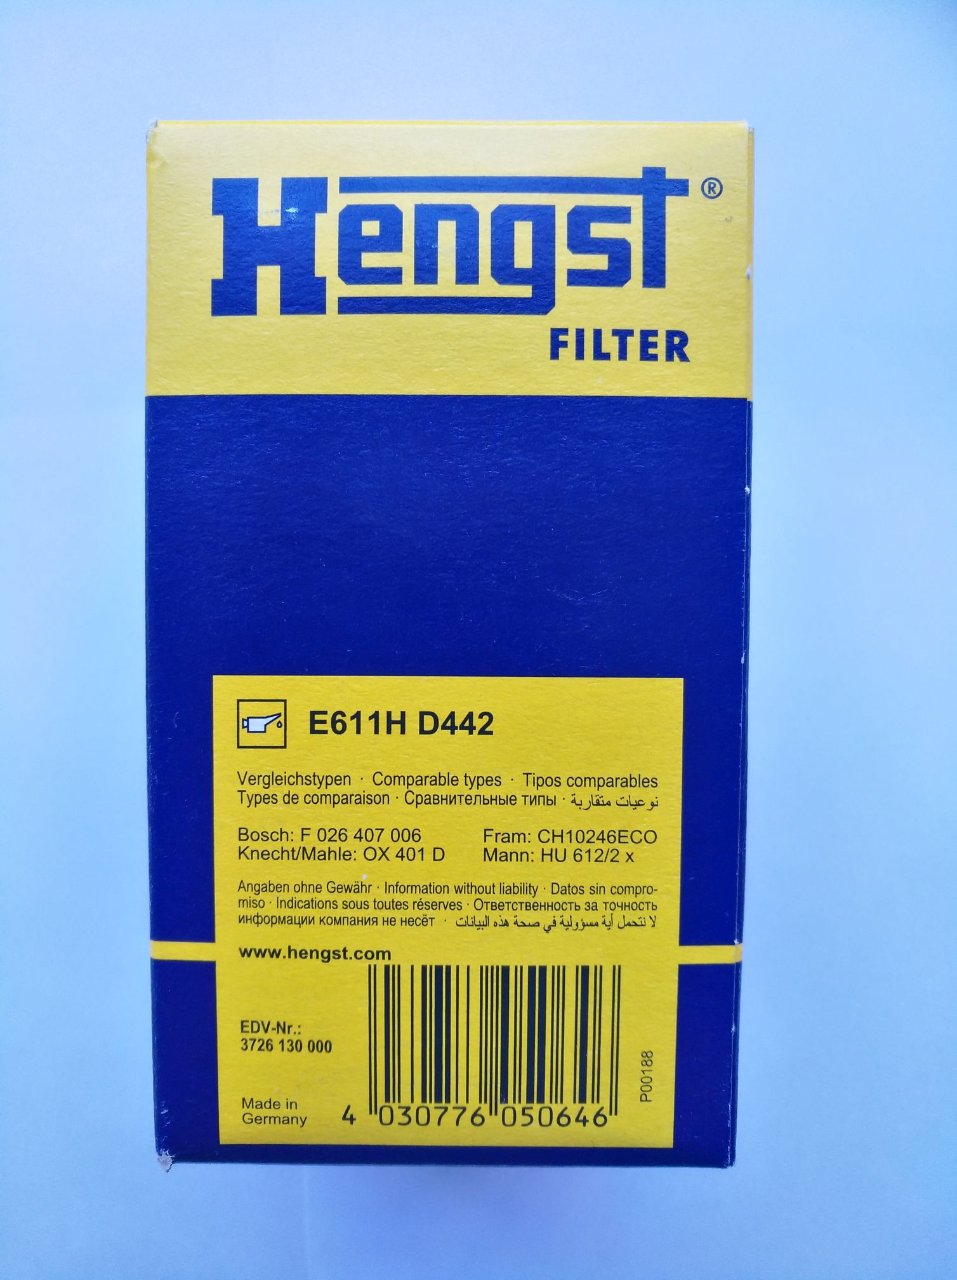 Hengst®
FILTER
E611H D442
Vergleichstypen · Comparable types · Tipos comparables
Types de comparaison · Сравнительные типы · نوعيات متقاربة
Bosch: F 026 407 006 Fram: CH10246ECO
Knecht/Mahle: OX 401 D Mann: HU 612/2 x
Angaben ohne Gewähr · Information without liability · Datos sin compro-
miso · Indications sous toutes réserves · Ответственность за точность
информации компания не несёт · لا نتحمل أية مسؤولية في صحة هذه البيانات
www.hengst.com
EDV-Nr.:
3726 130 000
Made in
Germany
4 030776 050646
P00188